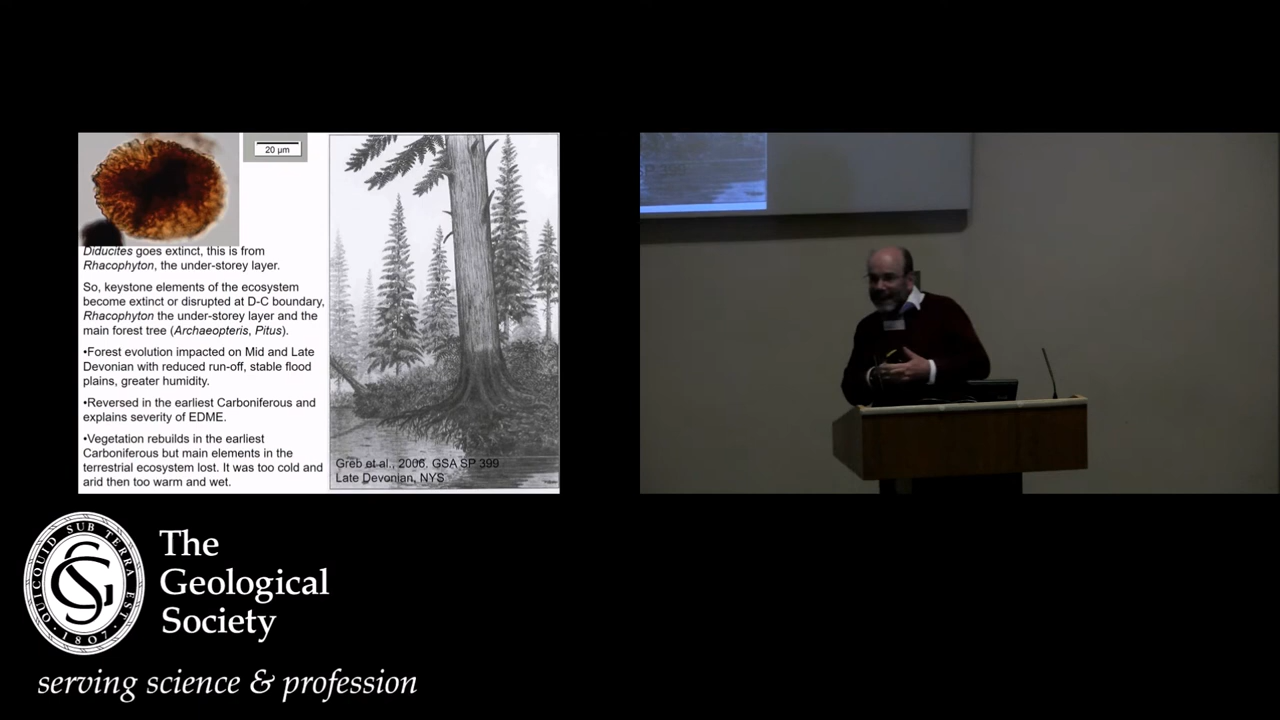 20 µm
Diducites goes extinct, this is from
Rhacophyton, the under-storey layer.
So, keystone elements of the ecosystem
become extinct or disrupted at D-C boundary,
Rhacophyton the under-storey layer and the
main forest tree (Archaeopteris, Pitus).
•Forest evolution impacted on Mid and Late
Devonian with reduced run-off, stable flood
plains, greater humidity.
•Reversed in the earliest Carboniferous and
explains severity of EDME.
•Vegetation rebuilds in the earliest
Carboniferous but main elements in the
terrestrial ecosystem lost. It was too cold and
arid then too warm and wet.
Greb et al., 2006. GSA SP 399
Late Devonian, NYS
QUICQUID SUB TERRA EST
· 1807 ·
The
Geological
Society
serving science & profession